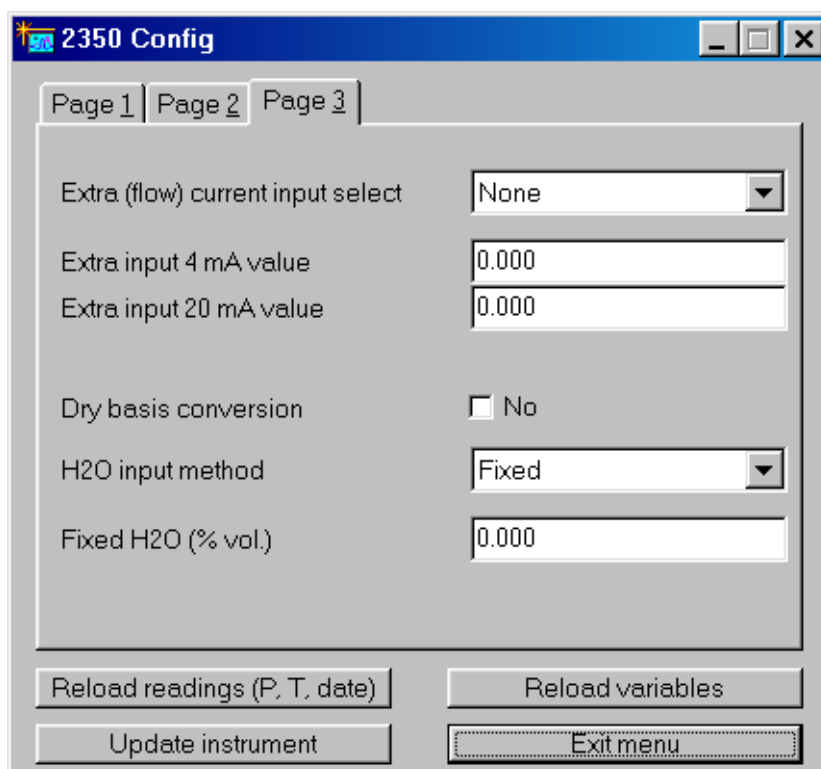 2350 Config
Page 1 Page 2 Page 3
Extra (flow) current input select None
Extra input 4 mA value 0.000
Extra input 20 mA value 0.000
Dry basis conversion No
H2O input method Fixed
Fixed H2O (% vol.) 0.000
Reload readings (P, T, date) Reload variables
Update instrument Exit menu